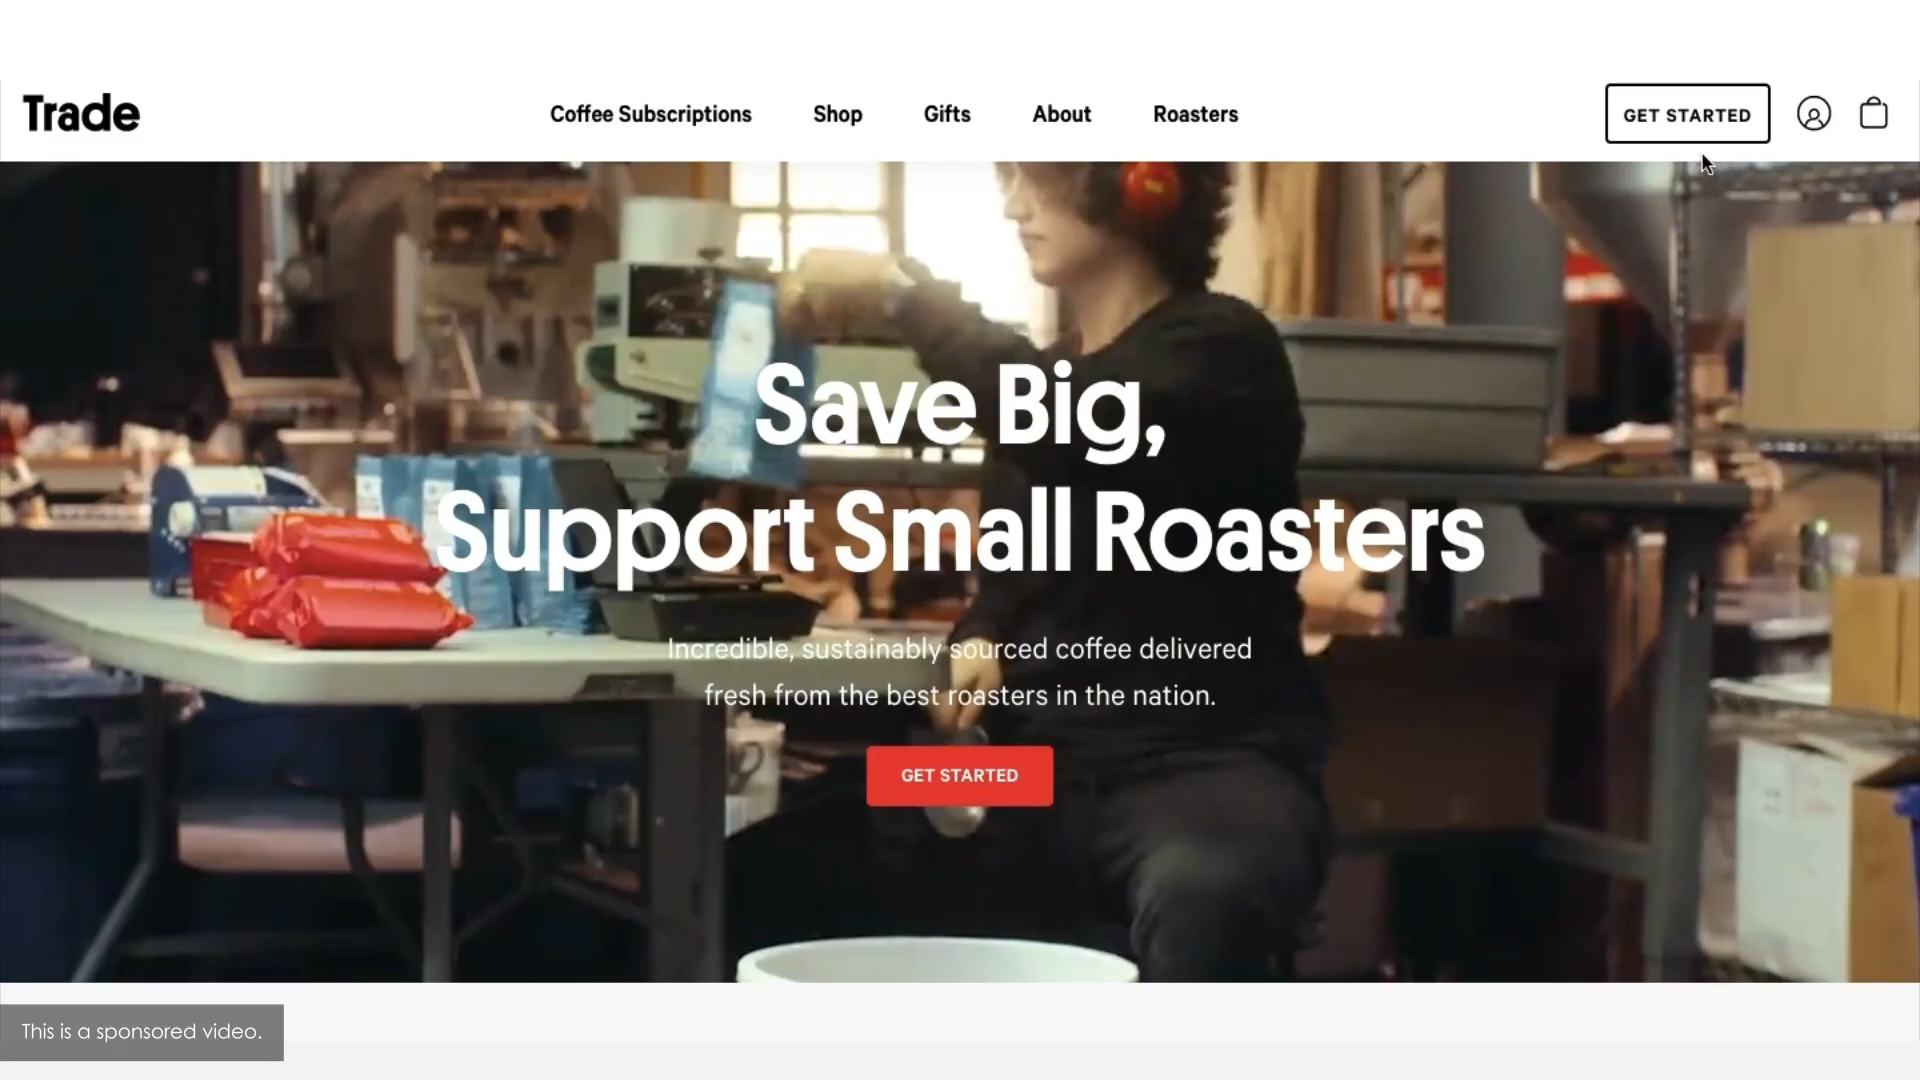 Trade
Coffee Subscriptions
Shop
Gifts
About
Roasters
GET STARTED
Save Big,
Support Small Roasters
Incredible, sustainably sourced coffee delivered
fresh from the best roasters in the nation.
GET STARTED
This is a sponsored video.